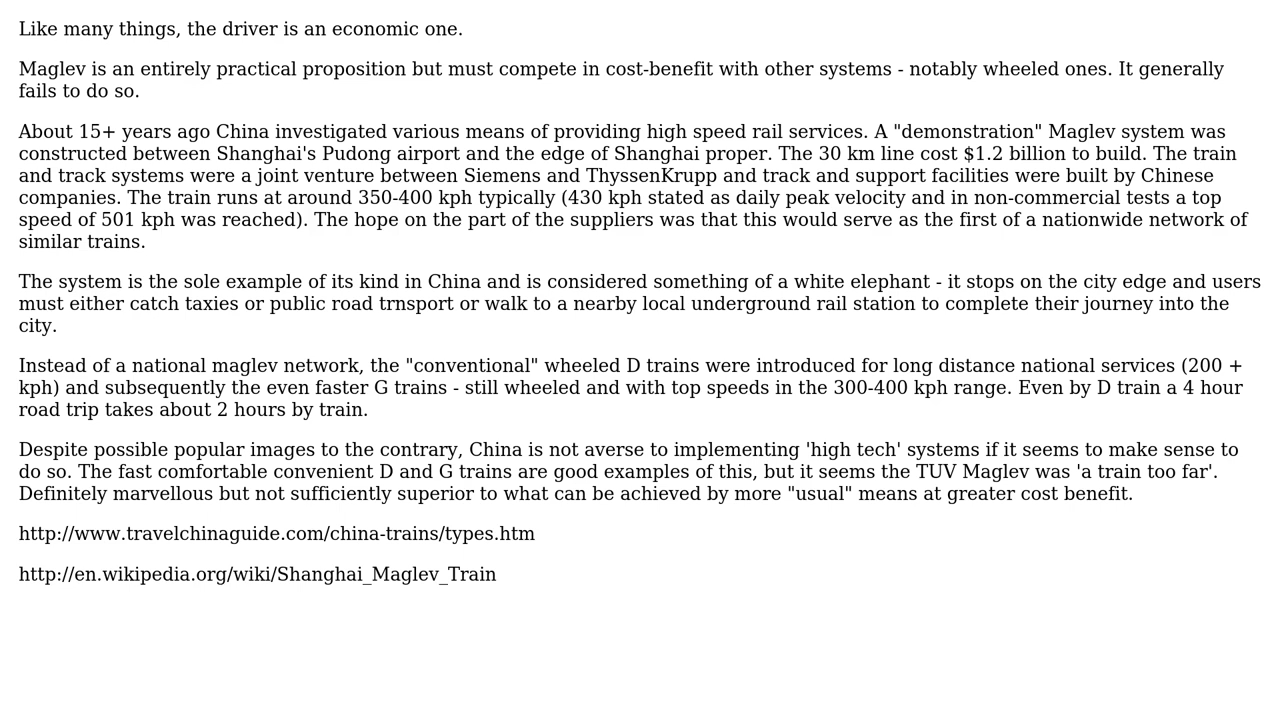 Like many things, the driver is an economic one.
Maglev is an entirely practical proposition but must compete in cost-benefit with other systems - notably wheeled ones. It generally
fails to do so.
About 15+ years ago China investigated various means of providing high speed rail services. A "demonstration" Maglev system was
constructed between Shanghai's Pudong airport and the edge of Shanghai proper. The 30 km line cost $1.2 billion to build. The train
and track systems were a joint venture between Siemens and ThyssenKrupp and track and support facilities were built by Chinese
companies. The train runs at around 350-400 kph typically (430 kph stated as daily peak velocity and in non-commercial tests a top
speed of 501 kph was reached). The hope on the part of the suppliers was that this would serve as the first of a nationwide network of
similar trains.
The system is the sole example of its kind in China and is considered something of a white elephant - it stops on the city edge and users
must either catch taxies or public road trnsport or walk to a nearby local underground rail station to complete their journey into the
city.
Instead of a national maglev network, the "conventional" wheeled D trains were introduced for long distance national services (200 +
kph) and subsequently the even faster G trains - still wheeled and with top speeds in the 300-400 kph range. Even by D train a 4 hour
road trip takes about 2 hours by train.
Despite possible popular images to the contrary, China is not averse to implementing 'high tech' systems if it seems to make sense to
do so. The fast comfortable convenient D and G trains are good examples of this, but it seems the TUV Maglev was 'a train too far'.
Definitely marvellous but not sufficiently superior to what can be achieved by more "usual" means at greater cost benefit.
http://www.travelchinaguide.com/china-trains/types.htm
http://en.wikipedia.org/wiki/Shanghai_Maglev_Train